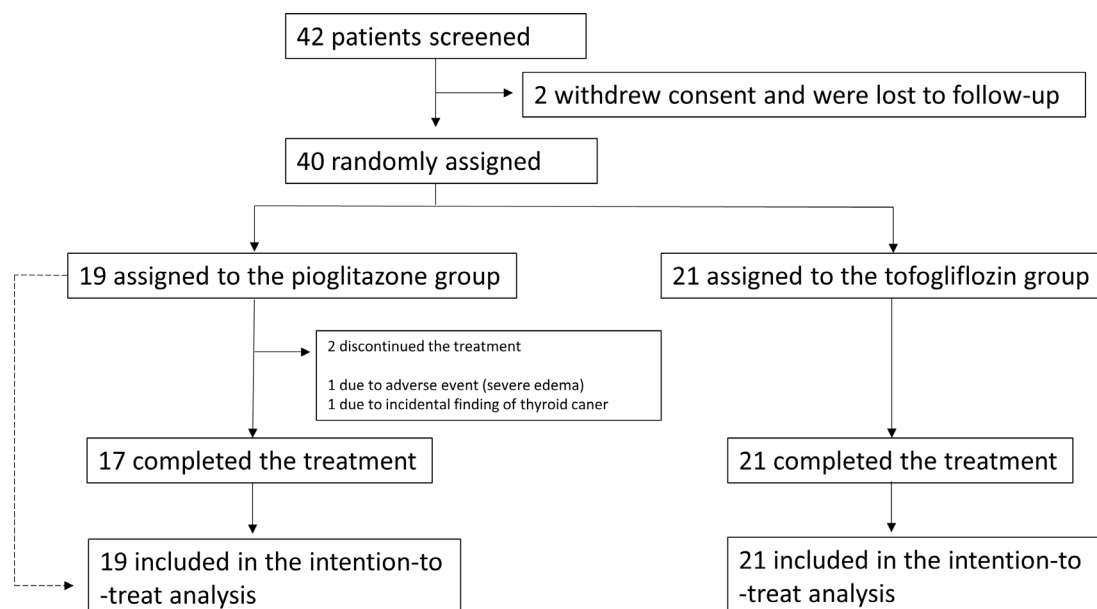 42 patients screened
2 withdrew consent and were lost to follow-up
40 randomly assigned
19 assigned to the pioglitazone group
21 assigned to the tofogliflozin group
2 discontinued the treatment
1 due to adverse event (severe edema)
1 due to incidental finding of thyroid caner
17 completed the treatment
21 completed the treatment
19 included in the intention-to
-treat analysis
21 included in the intention-to
-treat analysis